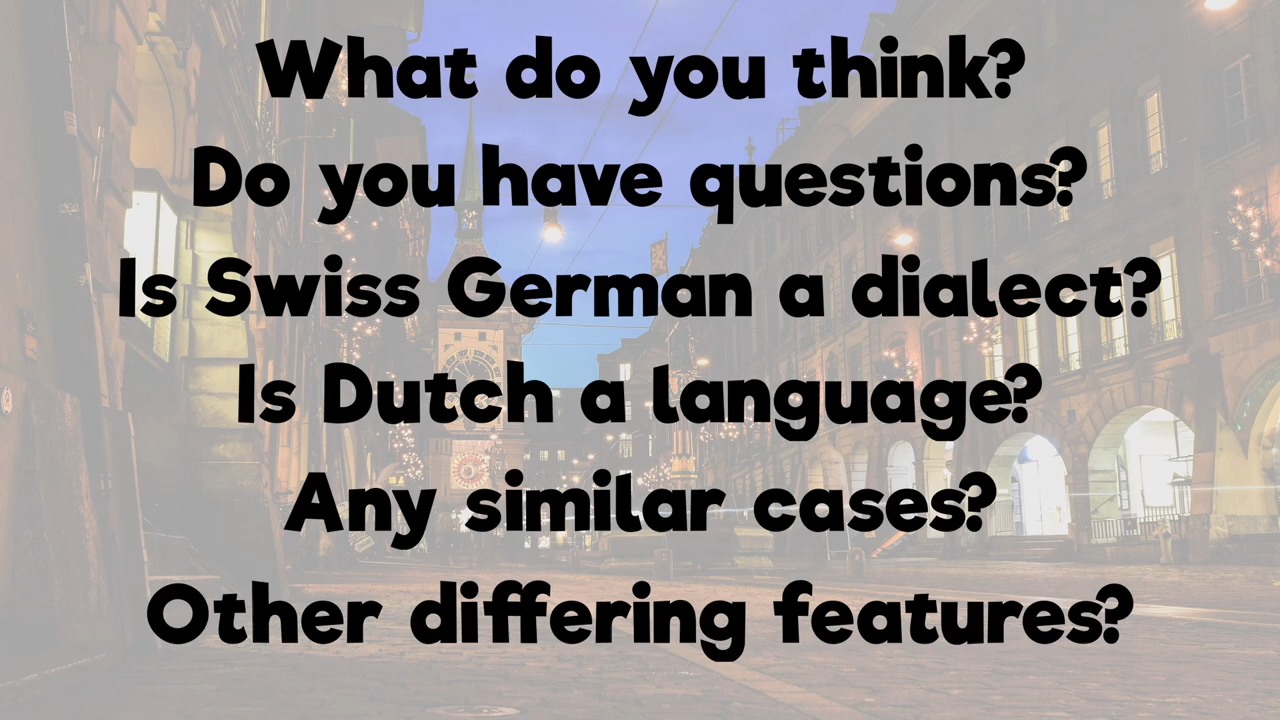 What do you think?
Do you have questions?
Is Swiss German a dialect?
Is Dutch a language?
Any similar cases?
Other differing features?